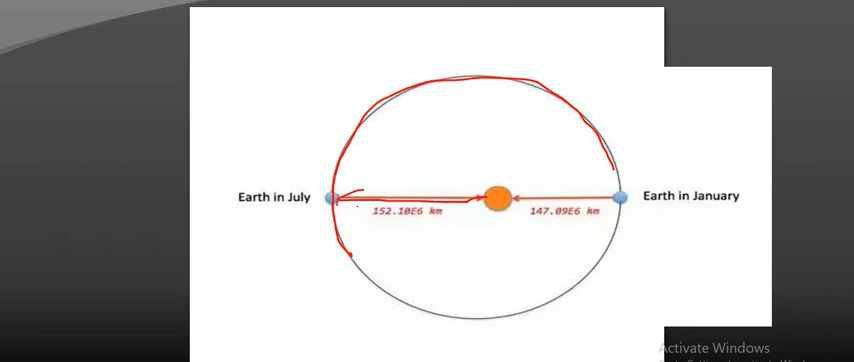 Earth in July
152.10E6 km
147.09E6 km
Earth in January
Activate Windows